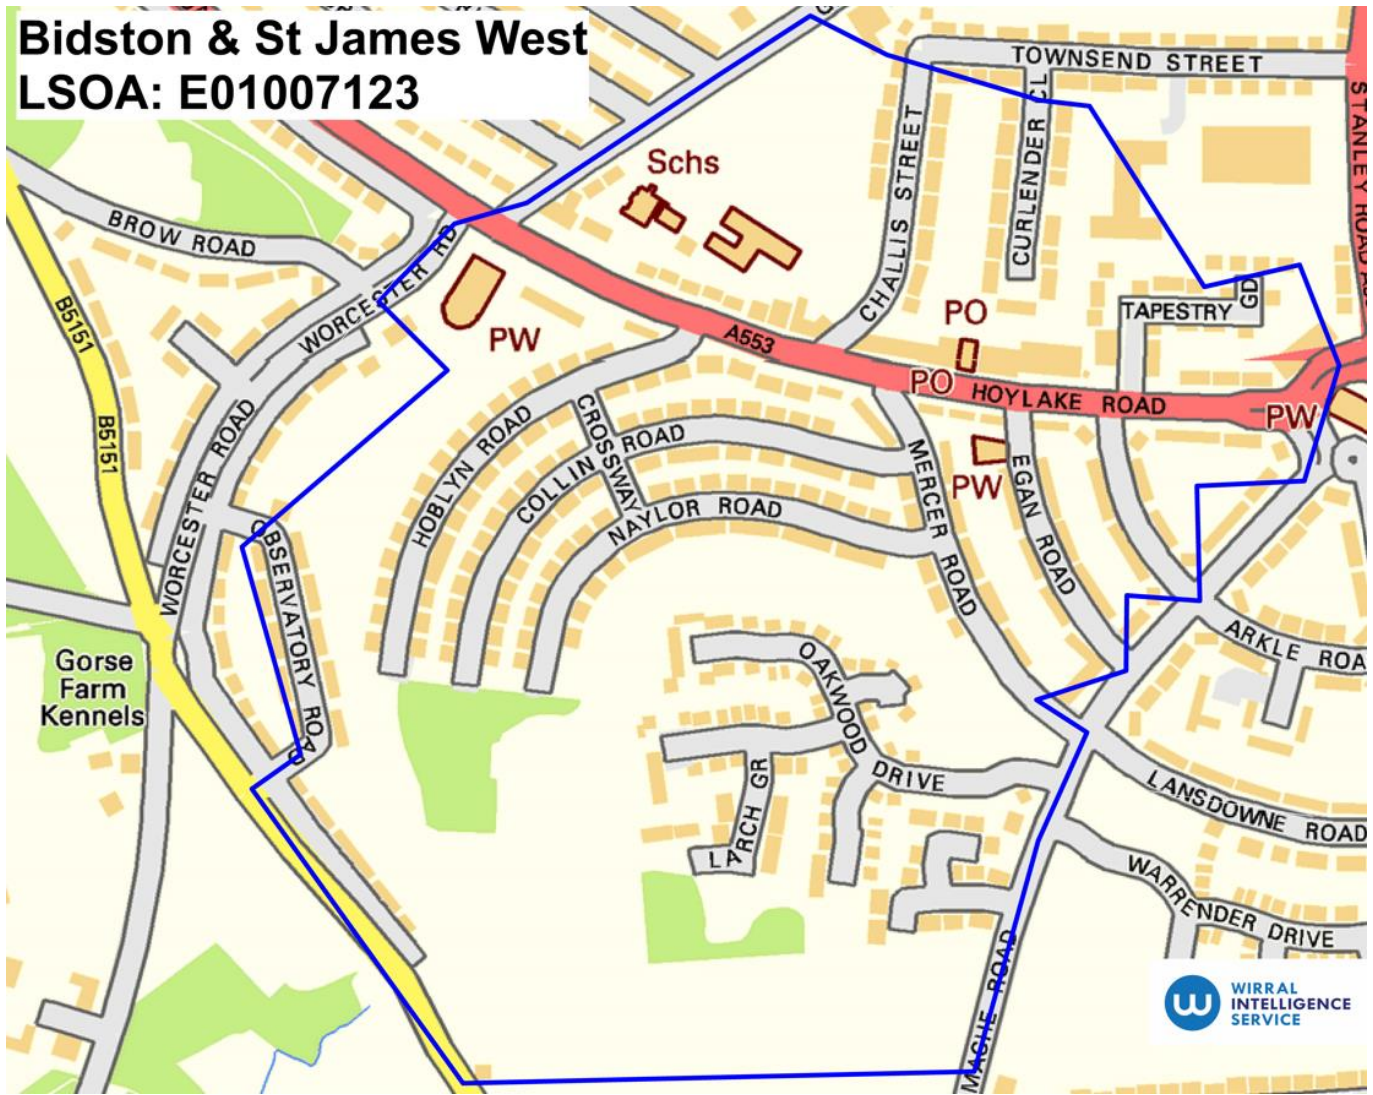 Bidston & St James West
LSOA: E01007123
TOWNSEND STREET
STANLEY ROAD
CURLENDER CL
CHALLIS STREET
Schs
BROW ROAD
WORCESTER RD
B5151
PW
A553
PO
TAPESTRY GD
PO
HOYLAKE ROAD
PW
B5151
WORCESTER ROAD
HOBLYN ROAD
CROSSWAY
COLLIN ROAD
NAYLOR ROAD
MERCER ROAD
PW
EGAN ROAD
OBSERVATORY ROAD
ARKLE ROA
Gorse
Farm
Kennels
OAKWOOD DRIVE
LARCH GR
LANSDOWNE ROAD
WARRENDER DRIVE
MACHE ROAD
W
WIRRAL
INTELLIGENCE
SERVICE